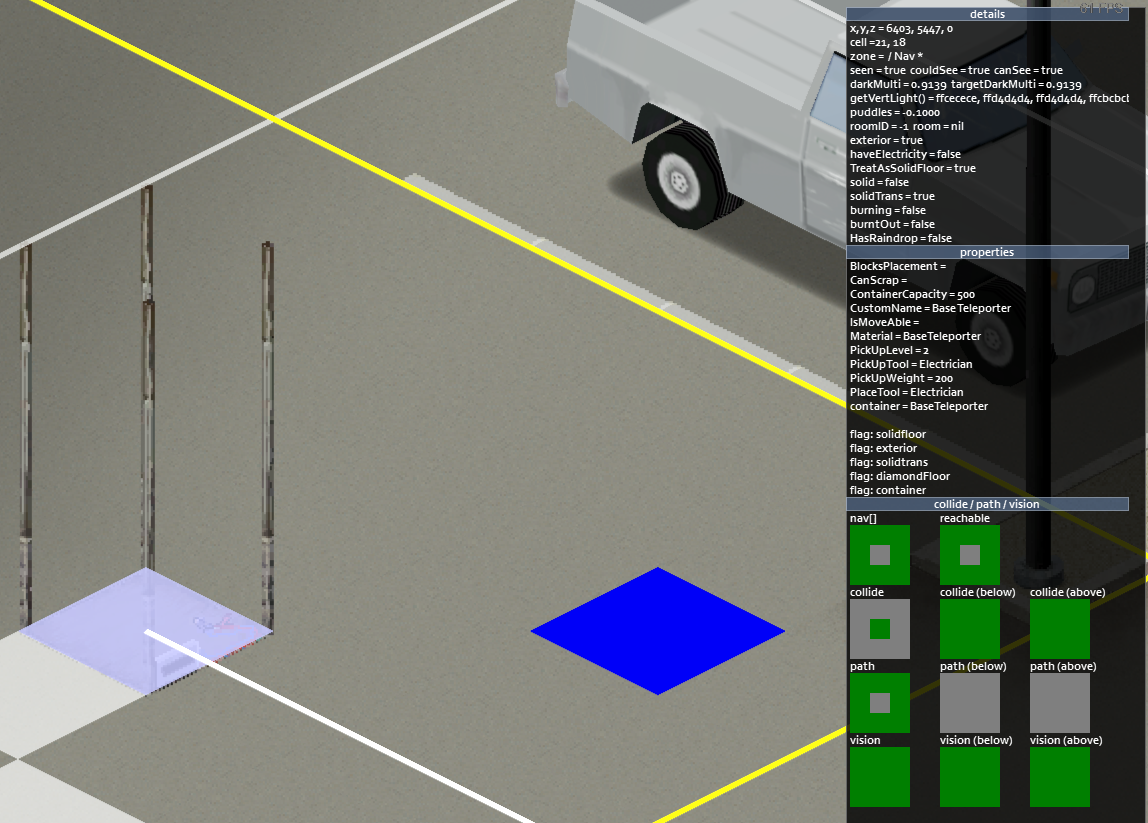 61 FPS
details
x,y,z = 6403, 5447, 0
cell =21, 18
zone = / Nav *
seen = true couldSee = true canSee = true
darkMulti = 0.9139 targetDarkMulti = 0.9139
getVertLight() = ffcecece, ffd4d4d4, ffd4d4d4, ffcbcbcb
puddles = -0.1000
roomID = -1 room = nil
exterior = true
haveElectricity = false
TreatAsSolidFloor = true
solid = false
solidTrans = true
burning = false
burntOut = false
HasRaindrop = false
properties
BlocksPlacement =
CanScrap =
ContainerCapacity = 500
CustomName = BaseTeleporter
IsMoveAble =
Material = BaseTeleporter
PickUpLevel = 2
PickUpTool = Electrician
PickUpWeight = 200
PlaceTool = Electrician
container = BaseTeleporter
flag: solidfloor
flag: exterior
flag: solidtrans
flag: diamondFloor
flag: container
collide / path / vision
nav[] reachable
collide collide (below) collide (above)
path path (below) path (above)
vision vision (below) vision (above)